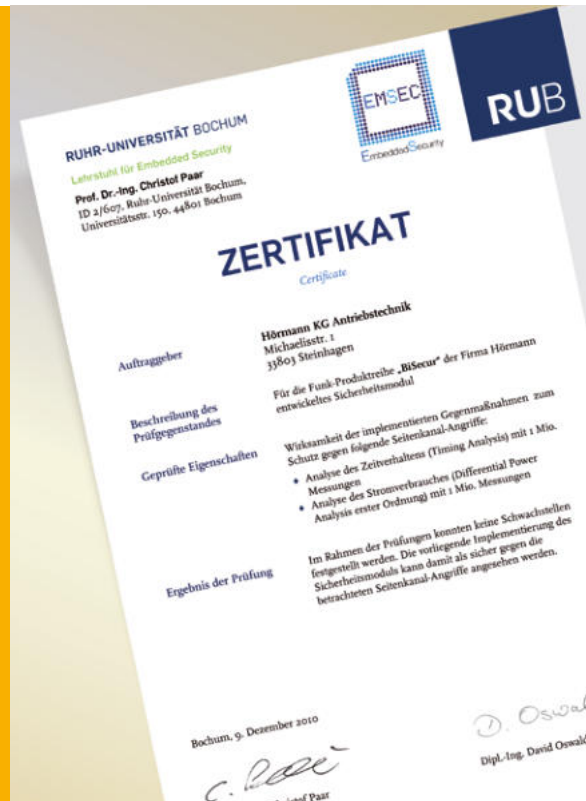 RUHR-UNIVERSITÄT BOCHUM
Lehrstuhl für Embedded Security
Prof. Dr.-Ing. Christof Paar
ID 2/607, Ruhr-Universität Bochum,
Universitätsstr. 150, 44801 Bochum
EMSEC
EmbeddedSecurity
RUB
ZERTIFIKAT
Certificate
Auftraggeber
Hörmann KG Antriebstechnik
Michaelisstr. 1
33803 Steinhagen
Beschreibung des
Prüfgegenstandes
Für die Funk-Produktreihe „BiSecur" der Firma Hörmann
entwickeltes Sicherheitsmodul
Geprüfte Eigenschaften
Wirksamkeit der implementierten Gegenmaßnahmen zum
Schutz gegen folgende Seitenkanal-Angriffe:
• Analyse des Zeitverhaltens (Timing Analysis) mit 1 Mio.
Messungen
• Analyse des Stromverbrauches (Differential Power
Analysis erster Ordnung) mit 1 Mio. Messungen
Ergebnis der Prüfung
Im Rahmen der Prüfungen konnten keine Schwachstellen
festgestellt werden. Die vorliegende Implementierung des
Sicherheitsmoduls kann damit als sicher gegen die
betrachteten Seitenkanal-Angriffe angesehen werden.
Bochum, 9. Dezember 2010
D. Oswal
Dipl.-Ing. David Oswald
Paar